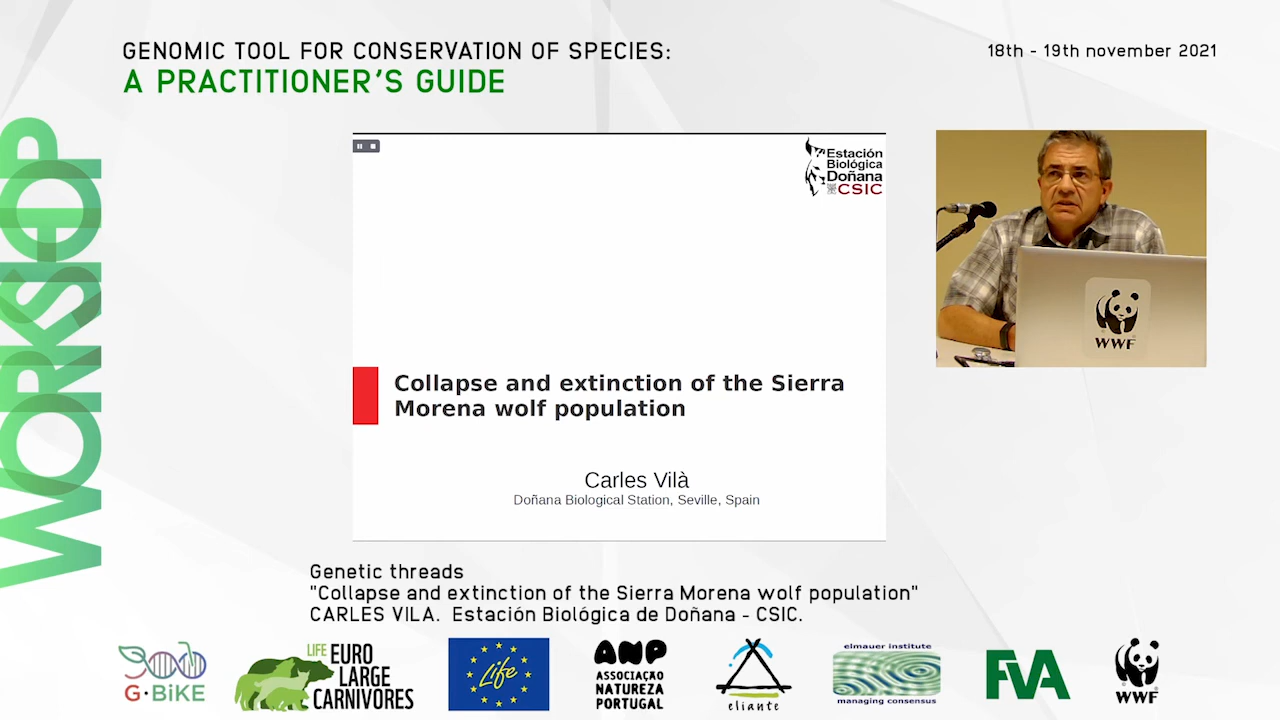 GENOMIC TOOL FOR CONSERVATION OF SPECIES:
A PRACTITIONER'S GUIDE
18th - 19th november 2021
WORKSHOP
Estación
Biológica
Doñana
CSIC
Collapse and extinction of the Sierra
Morena wolf population
Carles Vilà
Doñana Biological Station, Seville, Spain
WWF
Genetic threads
"Collapse and extinction of the Sierra Morena wolf population"
CARLES VILA. Estación Biológica de Doñana - CSIC.
G·BiKE
LIFE EURO
LARGE
CARNIVORES
Life
ANP
ASSOCIAÇÃO
NATUREZA
PORTUGAL
eliante
elmauer institute
managing consensus
FVA
WWF